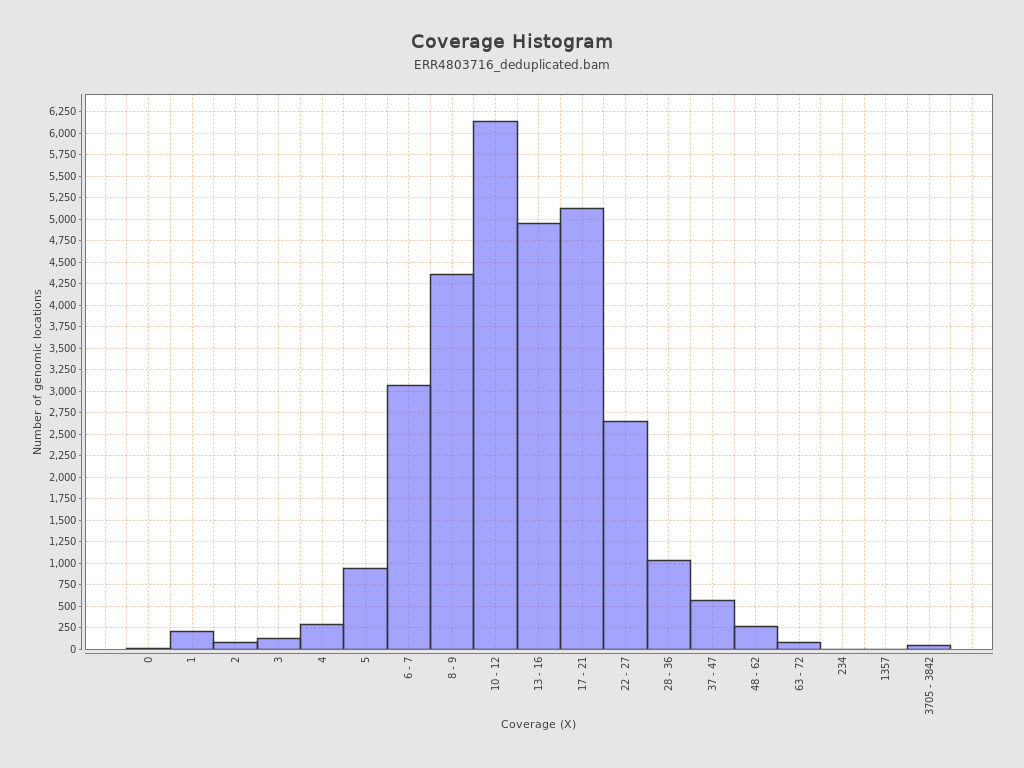 Coverage Histogram
ERR4803716_deduplicated.bam
Number of genomic locations
6,250
6,000
5,750
5,500
5,250
5,000
4,750
4,500
4,250
4,000
3,750
3,500
3,250
3,000
2,750
2,500
2,250
2,000
1,750
1,500
1,250
1,000
750
500
250
0
0
1
2
3
4
5
6 - 7
8 - 9
10 - 12
13 - 16
17 - 21
22 - 27
28 - 36
37 - 47
48 - 62
63 - 72
234
1357
3705 - 3842
Coverage (X)